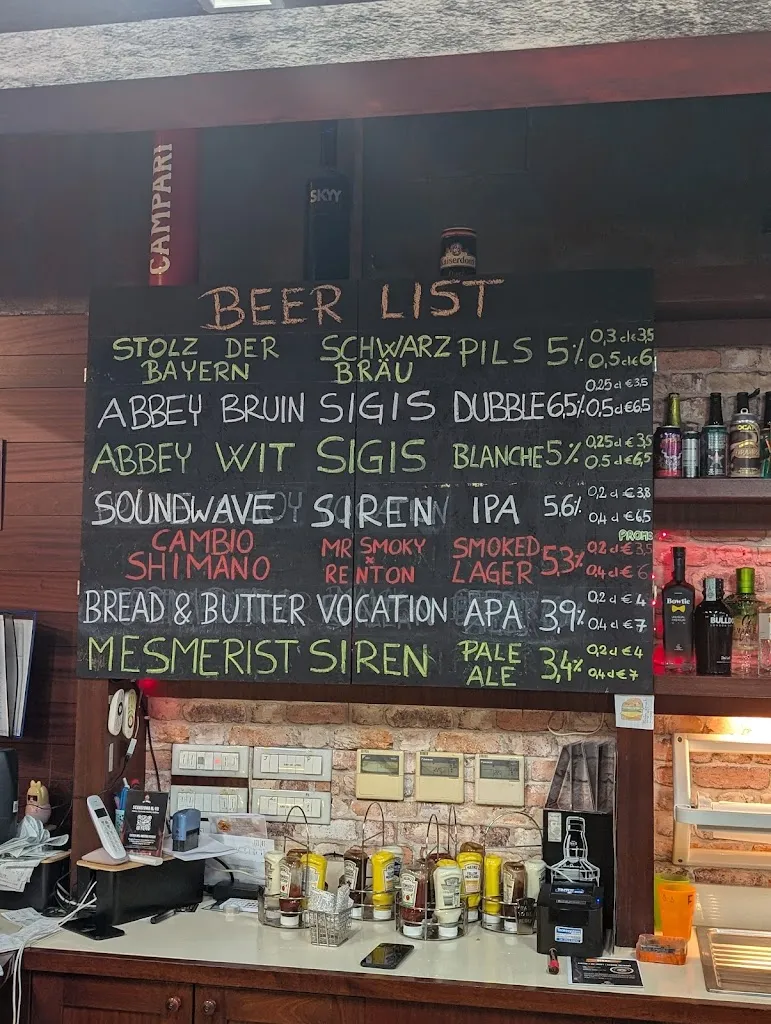 CAMPARI
SKYY
Kaiserdom
BEER LIST
STOLZ DER BAYERN SCHWARZ BRÄU PILS 5% 0,3 cl € 3,5 0,5 cl € 6
ABBEY BRUIN SIGIS DUBBLE 6,5% 0,25 cl € 3,5 0,5 cl € 6,5
ABBEY WIT SIGIS BLANCHE 5% 0,25 cl € 3,5 0,5 cl € 6,5
SOUNDWAVE SIREN IPA 5,6% 0,2 cl € 3,8 0,4 cl € 6,5
PROMO
CAMBIO SHIMANO MR SMOKY × RENTON SMOKED LAGER 5,3% 0,2 cl € 3,5 0,4 cl € 6
BREAD & BUTTER VOCATION APA 3,9% 0,2 cl € 4 0,4 cl € 7
MESMERIST SIREN PALE ALE 3,4% 0,2 cl € 4 0,4 cl € 7
Bowtie
BULLDOG
HEINZ